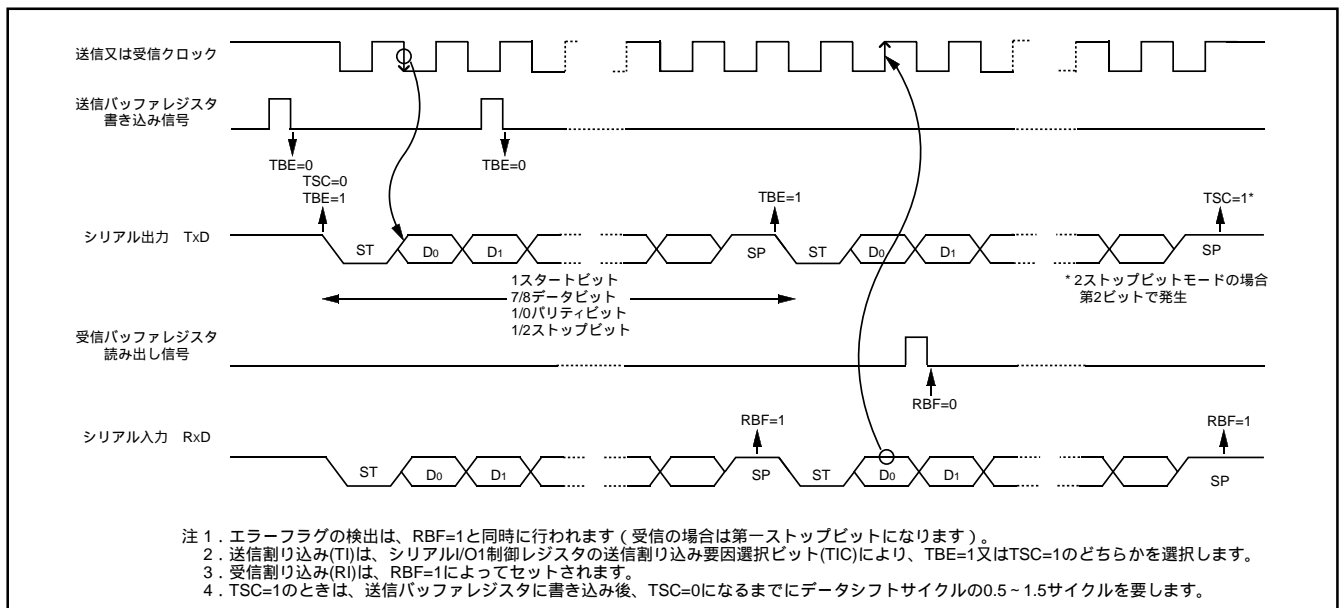 送信又は受信クロック
送信バッファレジスタ
書き込み信号
TBE=0
TSC=0
TBE=1
TBE=0
TBE=1
TSC=1*
シリアル出力 TxD
ST
D0
D1
SP
ST
D0
D1
SP
1スタートビット
7/8データビット
1/0パリティビット
1/2ストップビット
* 2ストップビットモードの場合
第2ビットで発生
受信バッファレジスタ
読み出し信号
RBF=0
RBF=1
RBF=1
シリアル入力 RxD
ST
D0
D1
SP
ST
D0
D1
SP
注 1．エラーフラグの検出は、RBF=1と同時に行われます（受信の場合は第一ストップビットになります）。
2．送信割り込み(TI)は、シリアルI/O1制御レジスタの送信割り込み要因選択ビット(TIC)により、TBE=1又はTSC=1のどちらかを選択します。
3．受信割り込み(RI)は、RBF=1によってセットされます。
4．TSC=1のときは、送信バッファレジスタに書き込み後、TSC=0になるまでにデータシフトサイクルの0.5～1.5サイクルを要します。